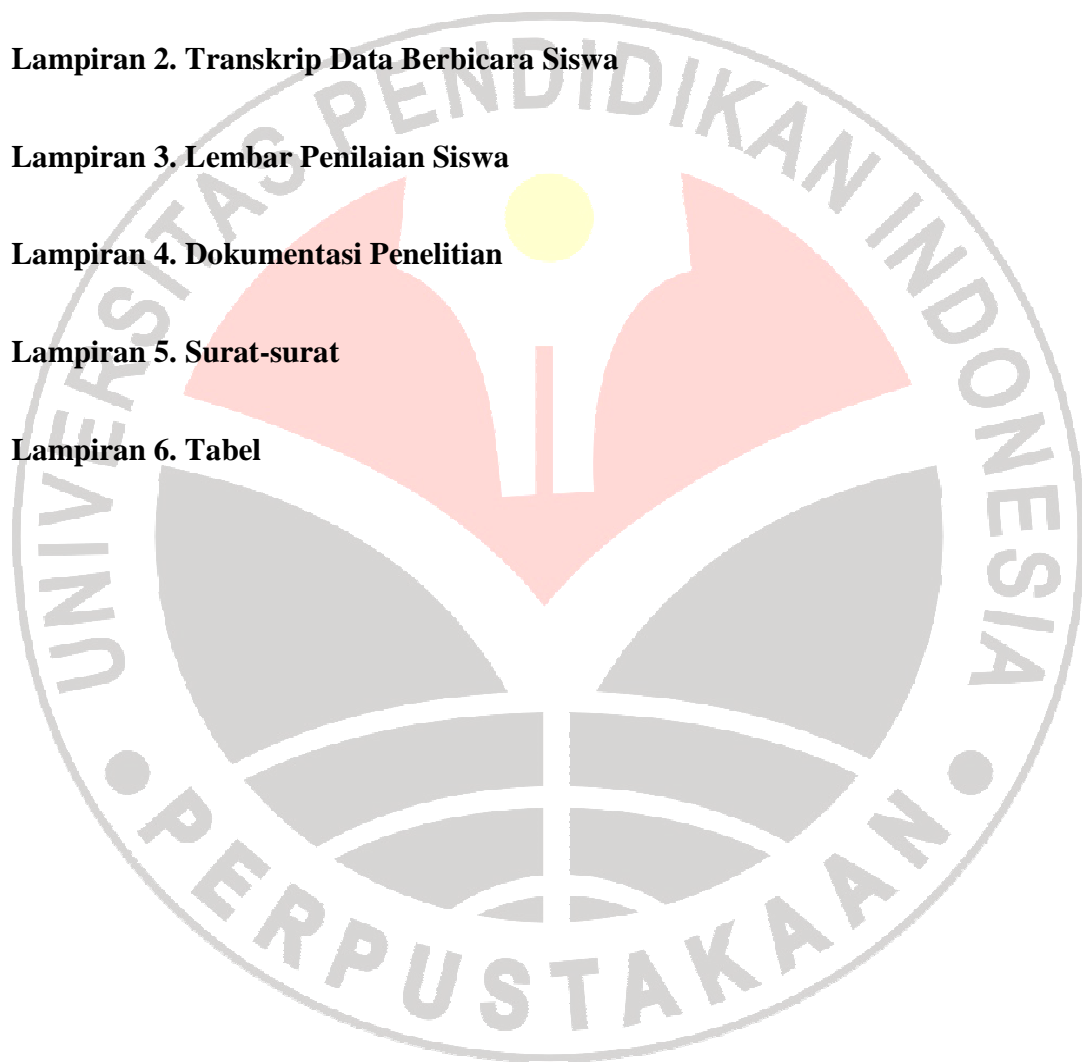 Lampiran 2. Transkrip Data Berbicara Siswa
Lampiran 3. Lembar Penilaian Siswa
Lampiran 4. Dokumentasi Penelitian
Lampiran 5. Surat-surat
Lampiran 6. Tabel
UNIVERSITAS PENDIDIKAN INDONESIA
PERPUSTAKAAN